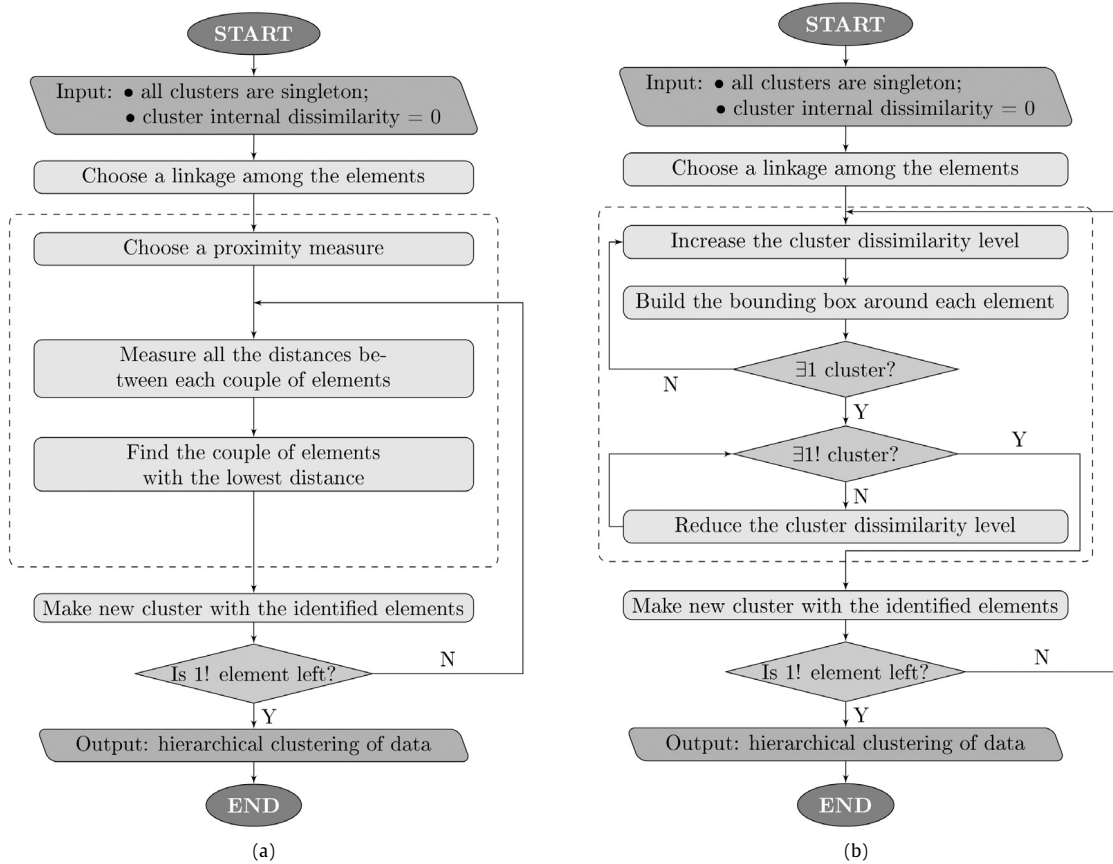 START
Input: • all clusters are singleton;
• cluster internal dissimilarity = 0
Choose a linkage among the elements
Choose a proximity measure
Measure all the distances be-
tween each couple of elements
Find the couple of elements
with the lowest distance
Make new cluster with the identified elements
Is 1! element left?
N
Y
Output: hierarchical clustering of data
END
(a)
START
Input: • all clusters are singleton;
• cluster internal dissimilarity = 0
Choose a linkage among the elements
Increase the cluster dissimilarity level
Build the bounding box around each element
∃1 cluster?
N
Y
∃1! cluster?
Y
N
Reduce the cluster dissimilarity level
Make new cluster with the identified elements
Is 1! element left?
N
Y
Output: hierarchical clustering of data
END
(b)